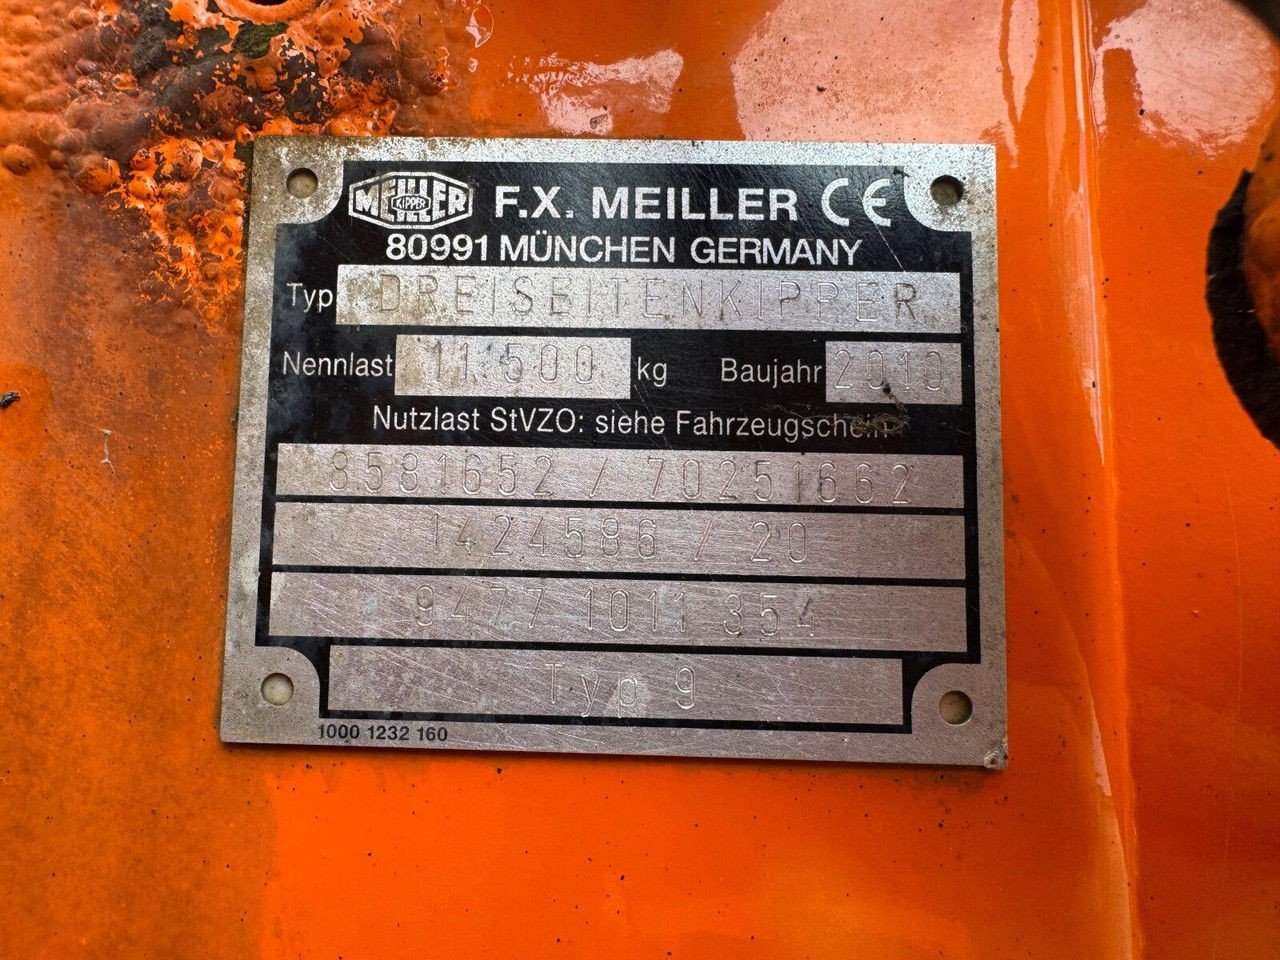 MEILLER KIPPER F.X. MEILLER CE
80991 MÜNCHEN GERMANY
Typ DREISEITENKIPPER
Nennlast 11.500 kg Baujahr 2010
Nutzlast StVZO: siehe Fahrzeugschein
8581652 / 70251662
1424586 / 20
9477 1011 354
Typ 9
1000 1232 160